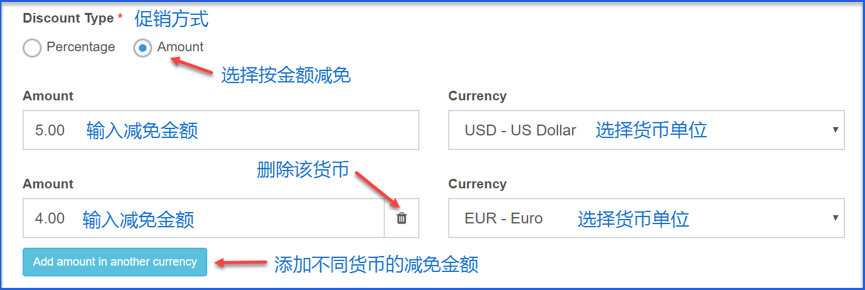 Discount Type * 促销方式
Percentage Amount
选择按金额减免
Amount Currency
5.00 输入减免金额 USD - US Dollar 选择货币单位
删除该货币
Amount Currency
4.00 输入减免金额 EUR - Euro 选择货币单位
Add amount in another currency 添加不同货币的减免金额